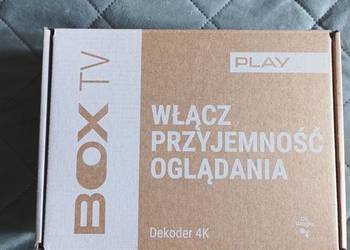 BOX TV
PLAY
WŁĄCZ
PRZYJEMNOŚĆ
OGLĄDANIA
Dekoder 4K